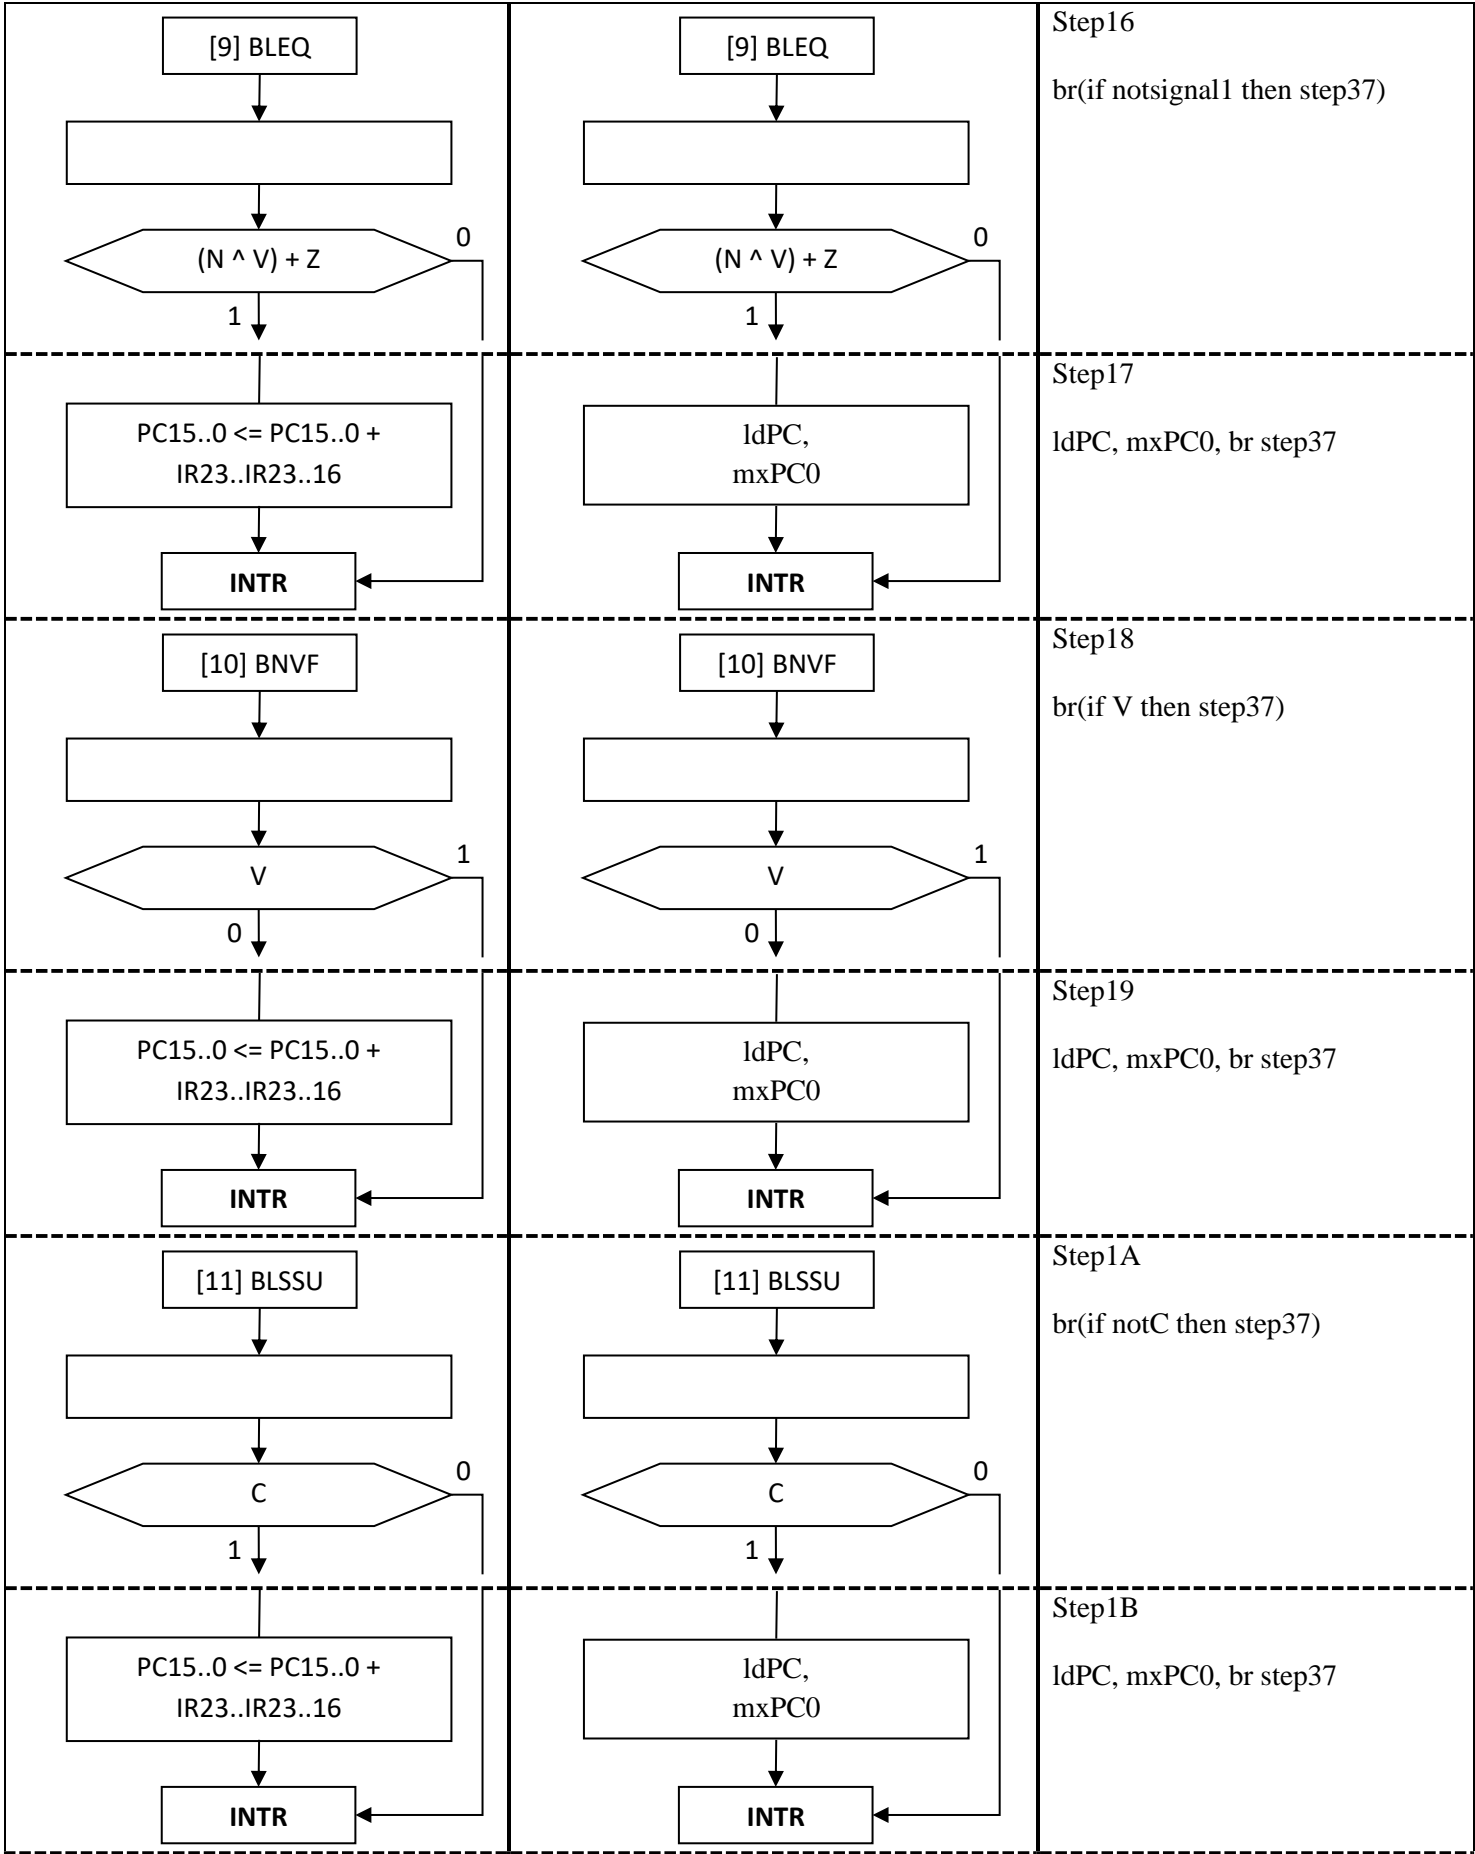 [9] BLEQ
[9] BLEQ
Step16
br(if notsignal1 then step37)
(N ^ V) + Z
0
1
(N ^ V) + Z
0
1
PC15..0 <= PC15..0 +
IR23..IR23..16
INTR
ldPC,
mxPC0
INTR
Step17
ldPC, mxPC0, br step37
[10] BNVF
[10] BNVF
Step18
br(if V then step37)
V
1
0
V
1
0
PC15..0 <= PC15..0 +
IR23..IR23..16
INTR
ldPC,
mxPC0
INTR
Step19
ldPC, mxPC0, br step37
[11] BLSSU
[11] BLSSU
Step1A
br(if notC then step37)
C
0
1
C
0
1
PC15..0 <= PC15..0 +
IR23..IR23..16
INTR
ldPC,
mxPC0
INTR
Step1B
ldPC, mxPC0, br step37